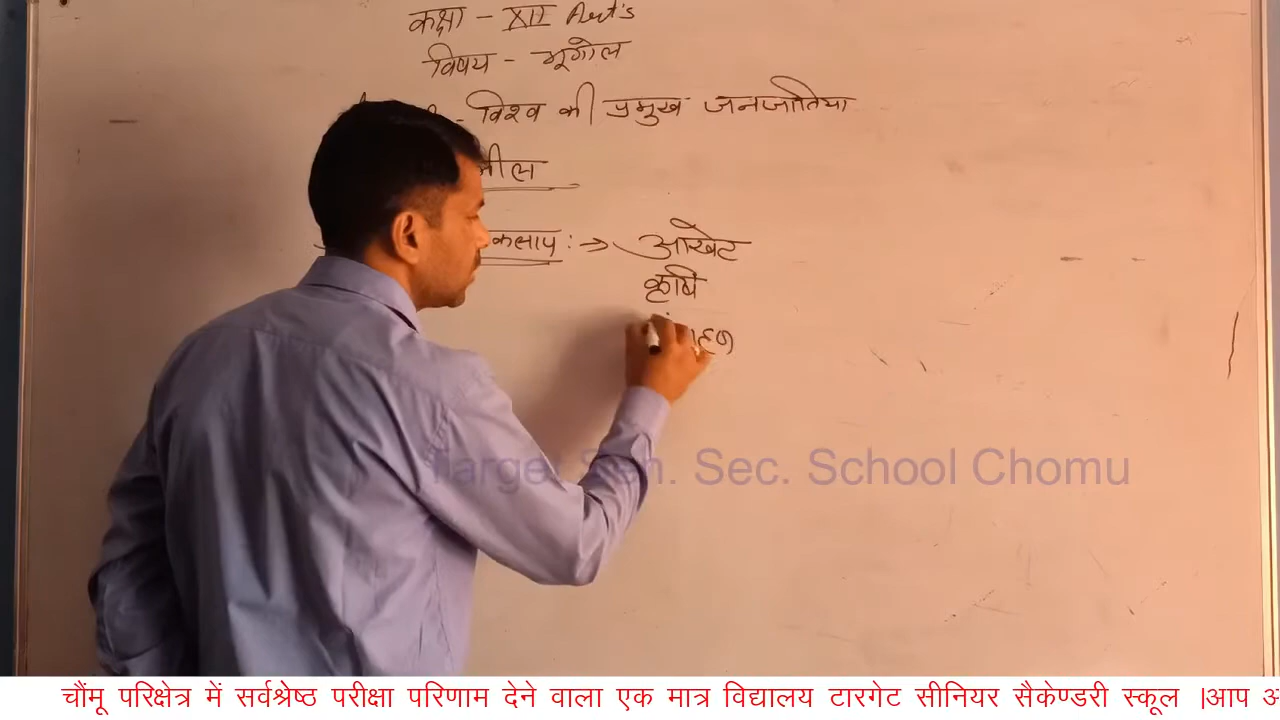 कक्षा - XII Art's
विषय - भूगोल
- विश्व की प्रमुख जनजातिया
भील
कलाप :→ आखेट
कृषि
Target Sen. Sec. School Chomu
चौंमू परिक्षेत्र में सर्वश्रेष्ठ परीक्षा परिणाम देने वाला एक मात्र विद्यालय टारगेट सीनियर सैकेण्डरी स्कूल ।आप